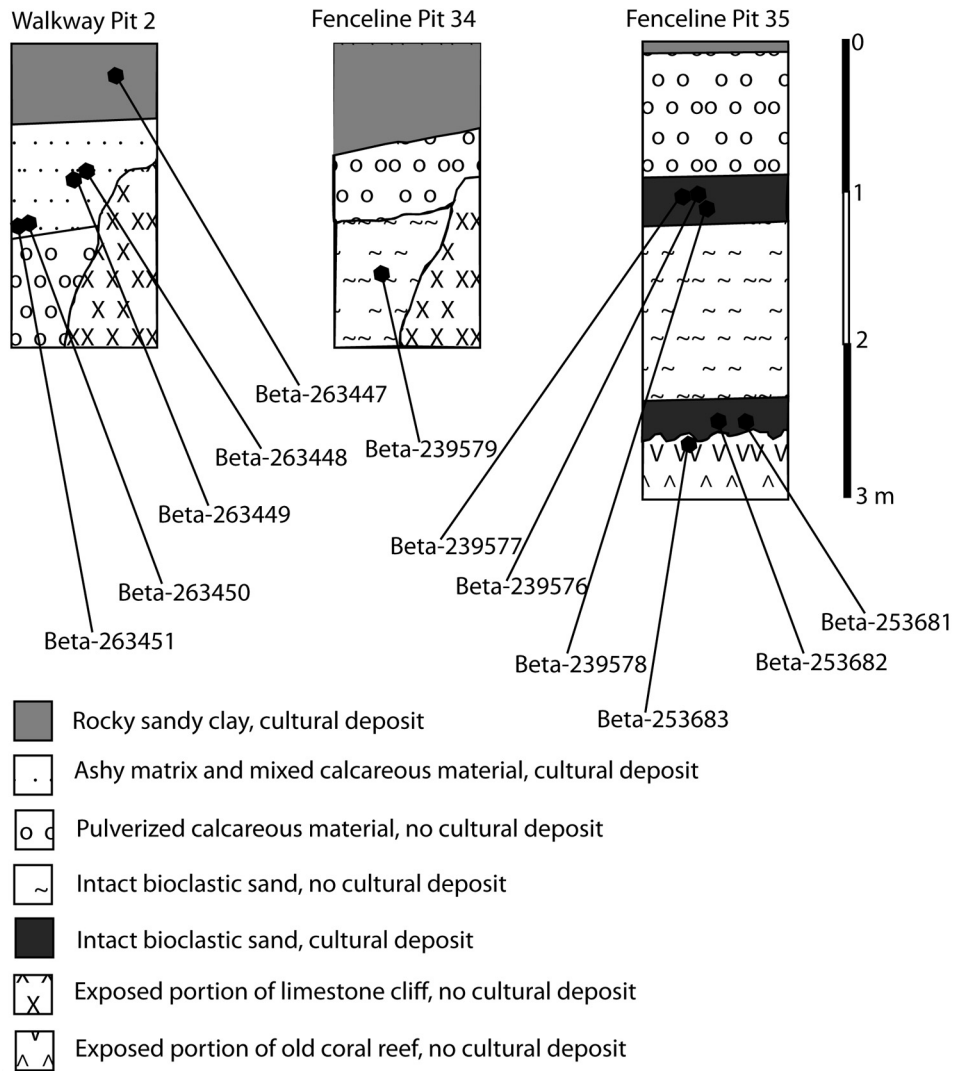 Walkway Pit 2
Fenceline Pit 34
Fenceline Pit 35
0
1
2
3 m
Beta-263447
Beta-239579
Beta-263448
Beta-263449
Beta-239577
Beta-239576
Beta-263450
Beta-253681
Beta-263451
Beta-239578
Beta-253682
Beta-253683
Rocky sandy clay, cultural deposit
Ashy matrix and mixed calcareous material, cultural deposit
Pulverized calcareous material, no cultural deposit
Intact bioclastic sand, no cultural deposit
Intact bioclastic sand, cultural deposit
Exposed portion of limestone cliff, no cultural deposit
Exposed portion of old coral reef, no cultural deposit